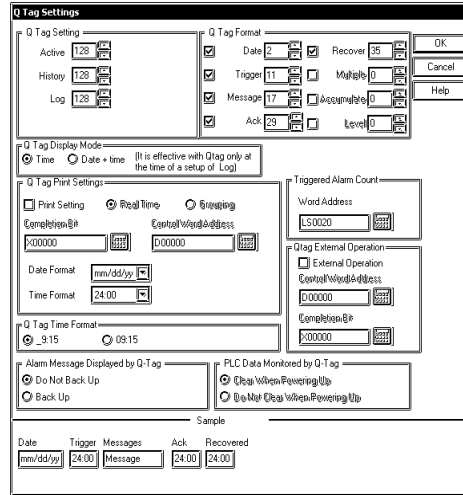 Q Tag Settings
Q Tag Setting
Active 128
History 128
Log 128
Q Tag Format
Date 2 Recover 35
Trigger 11 Multiple 0
Message 17 Accumulate 0
Ack 29 Level 0
OK
Cancel
Help
Q Tag Display Mode
Time Date + time (It is effective with Qtag only at the time of a setup of Log)
Q Tag Print Settings
Print Setting Real Time Grouping
Completion Bit Control Word Address
X00000 D00000
Date Format mm/dd/yy
Time Format 24:00
Triggered Alarm Count
Word Address
LS0020
Qtag External Operation
External Operation
Control Word Address
D00000
Completion Bit
X00000
Q Tag Time Format
_9:15 09:15
Alarm Message Displayed by Q-Tag
Do Not Back Up
Back Up
PLC Data Monitored by Q-Tag
Clear When Powering Up
Do Not Clear When Powering Up
Sample
Date Trigger Messages Ack Recovered
mm/dd/yy 24:00 Message 24:00 24:00